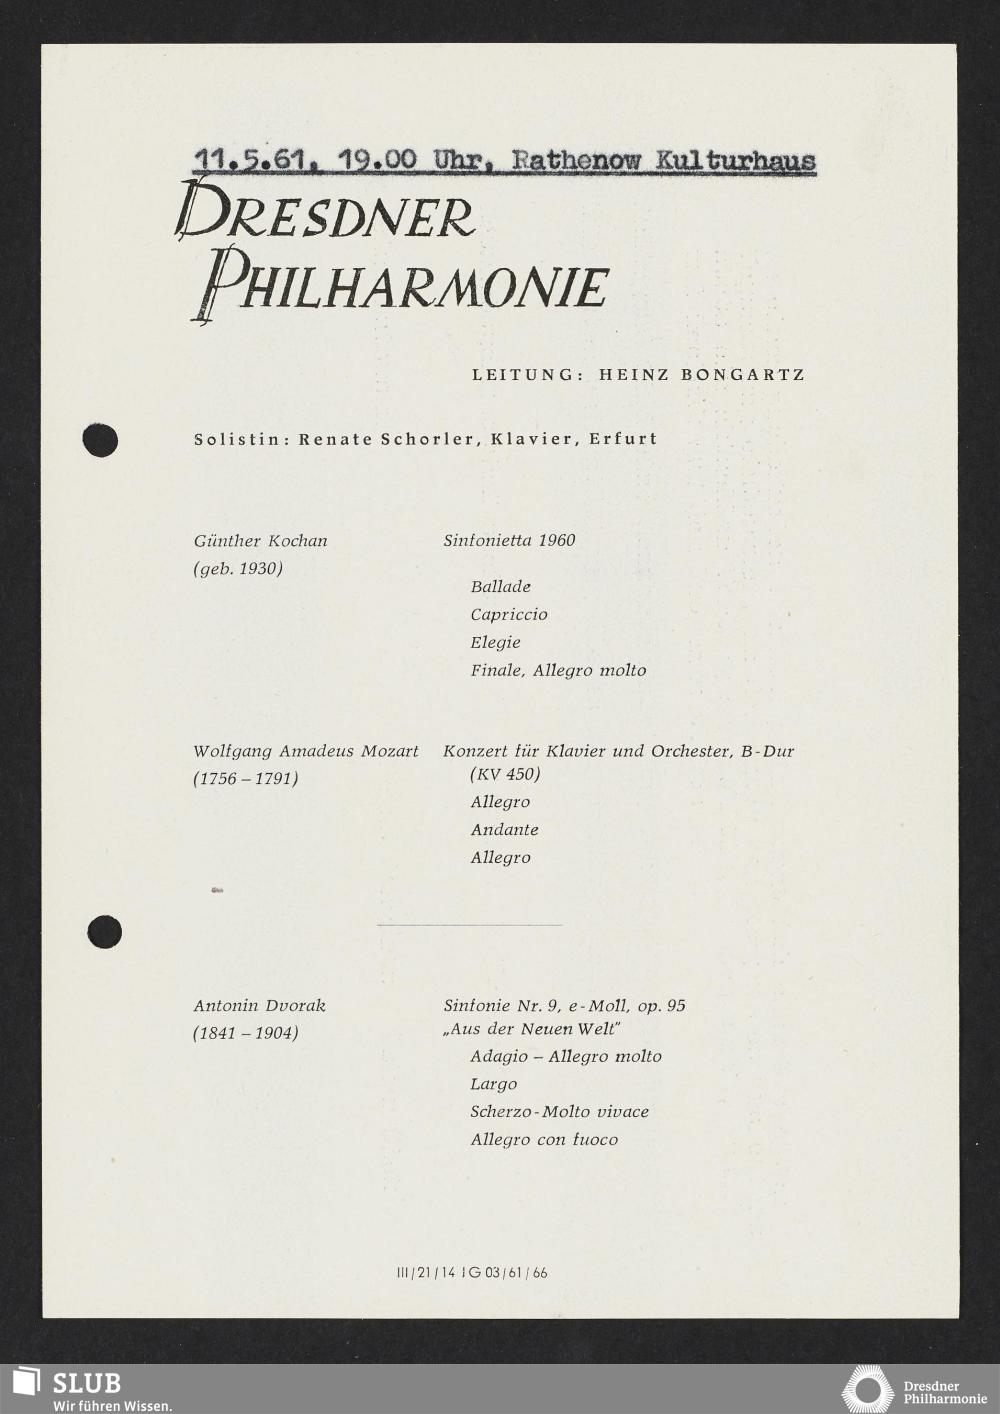 11.5.61, 19.00 Uhr, Rathenow Kulturhaus
DRESDNER
PHILHARMONIE
LEITUNG: HEINZ BONGARTZ
Solistin: Renate Schorler, Klavier, Erfurt
Günther Kochan
(geb. 1930)
Sinfonietta 1960
Ballade
Capriccio
Elegie
Finale, Allegro molto
Wolfgang Amadeus Mozart
(1756 – 1791)
Konzert für Klavier und Orchester, B-Dur
(KV 450)
Allegro
Andante
Allegro
Antonin Dvorak
(1841 – 1904)
Sinfonie Nr. 9, e-Moll, op. 95
„Aus der Neuen Welt“
Adagio – Allegro molto
Largo
Scherzo-Molto vivace
Allegro con fuoco
III/21/14 JG 03/61/66
SLUB
Wir führen Wissen.
Dresdner
Philharmonie